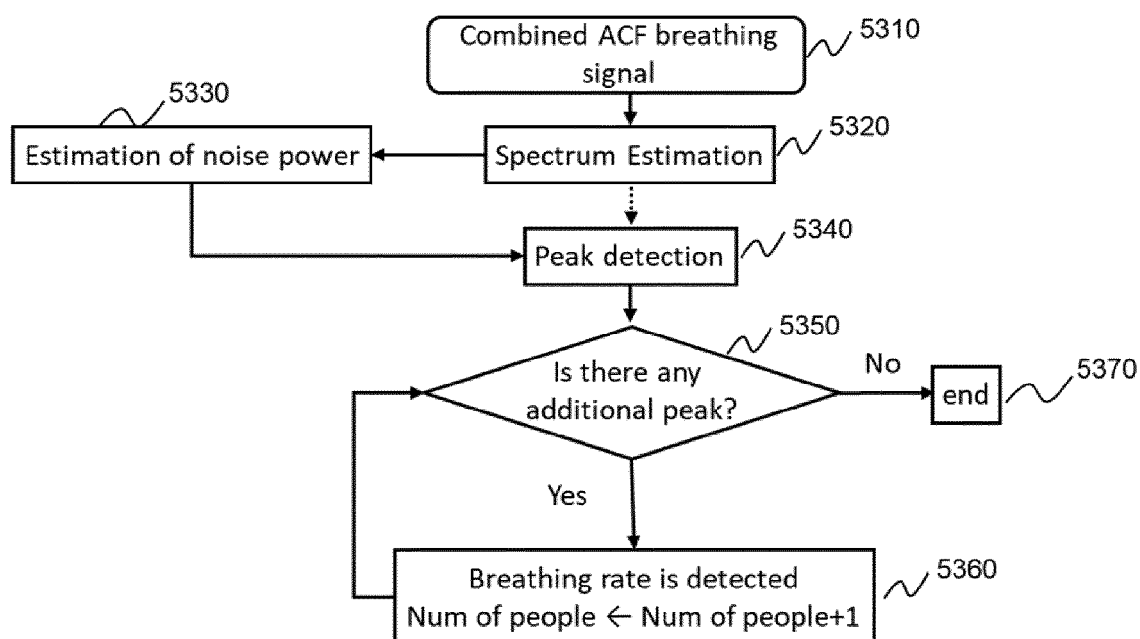 Combined ACF breathing
signal
5310
5330
Estimation of noise power
Spectrum Estimation
5320
Peak detection
5340
5350
Is there any
additional peak?
No
end
5370
Yes
Breathing rate is detected
Num of people ← Num of people+1
5360